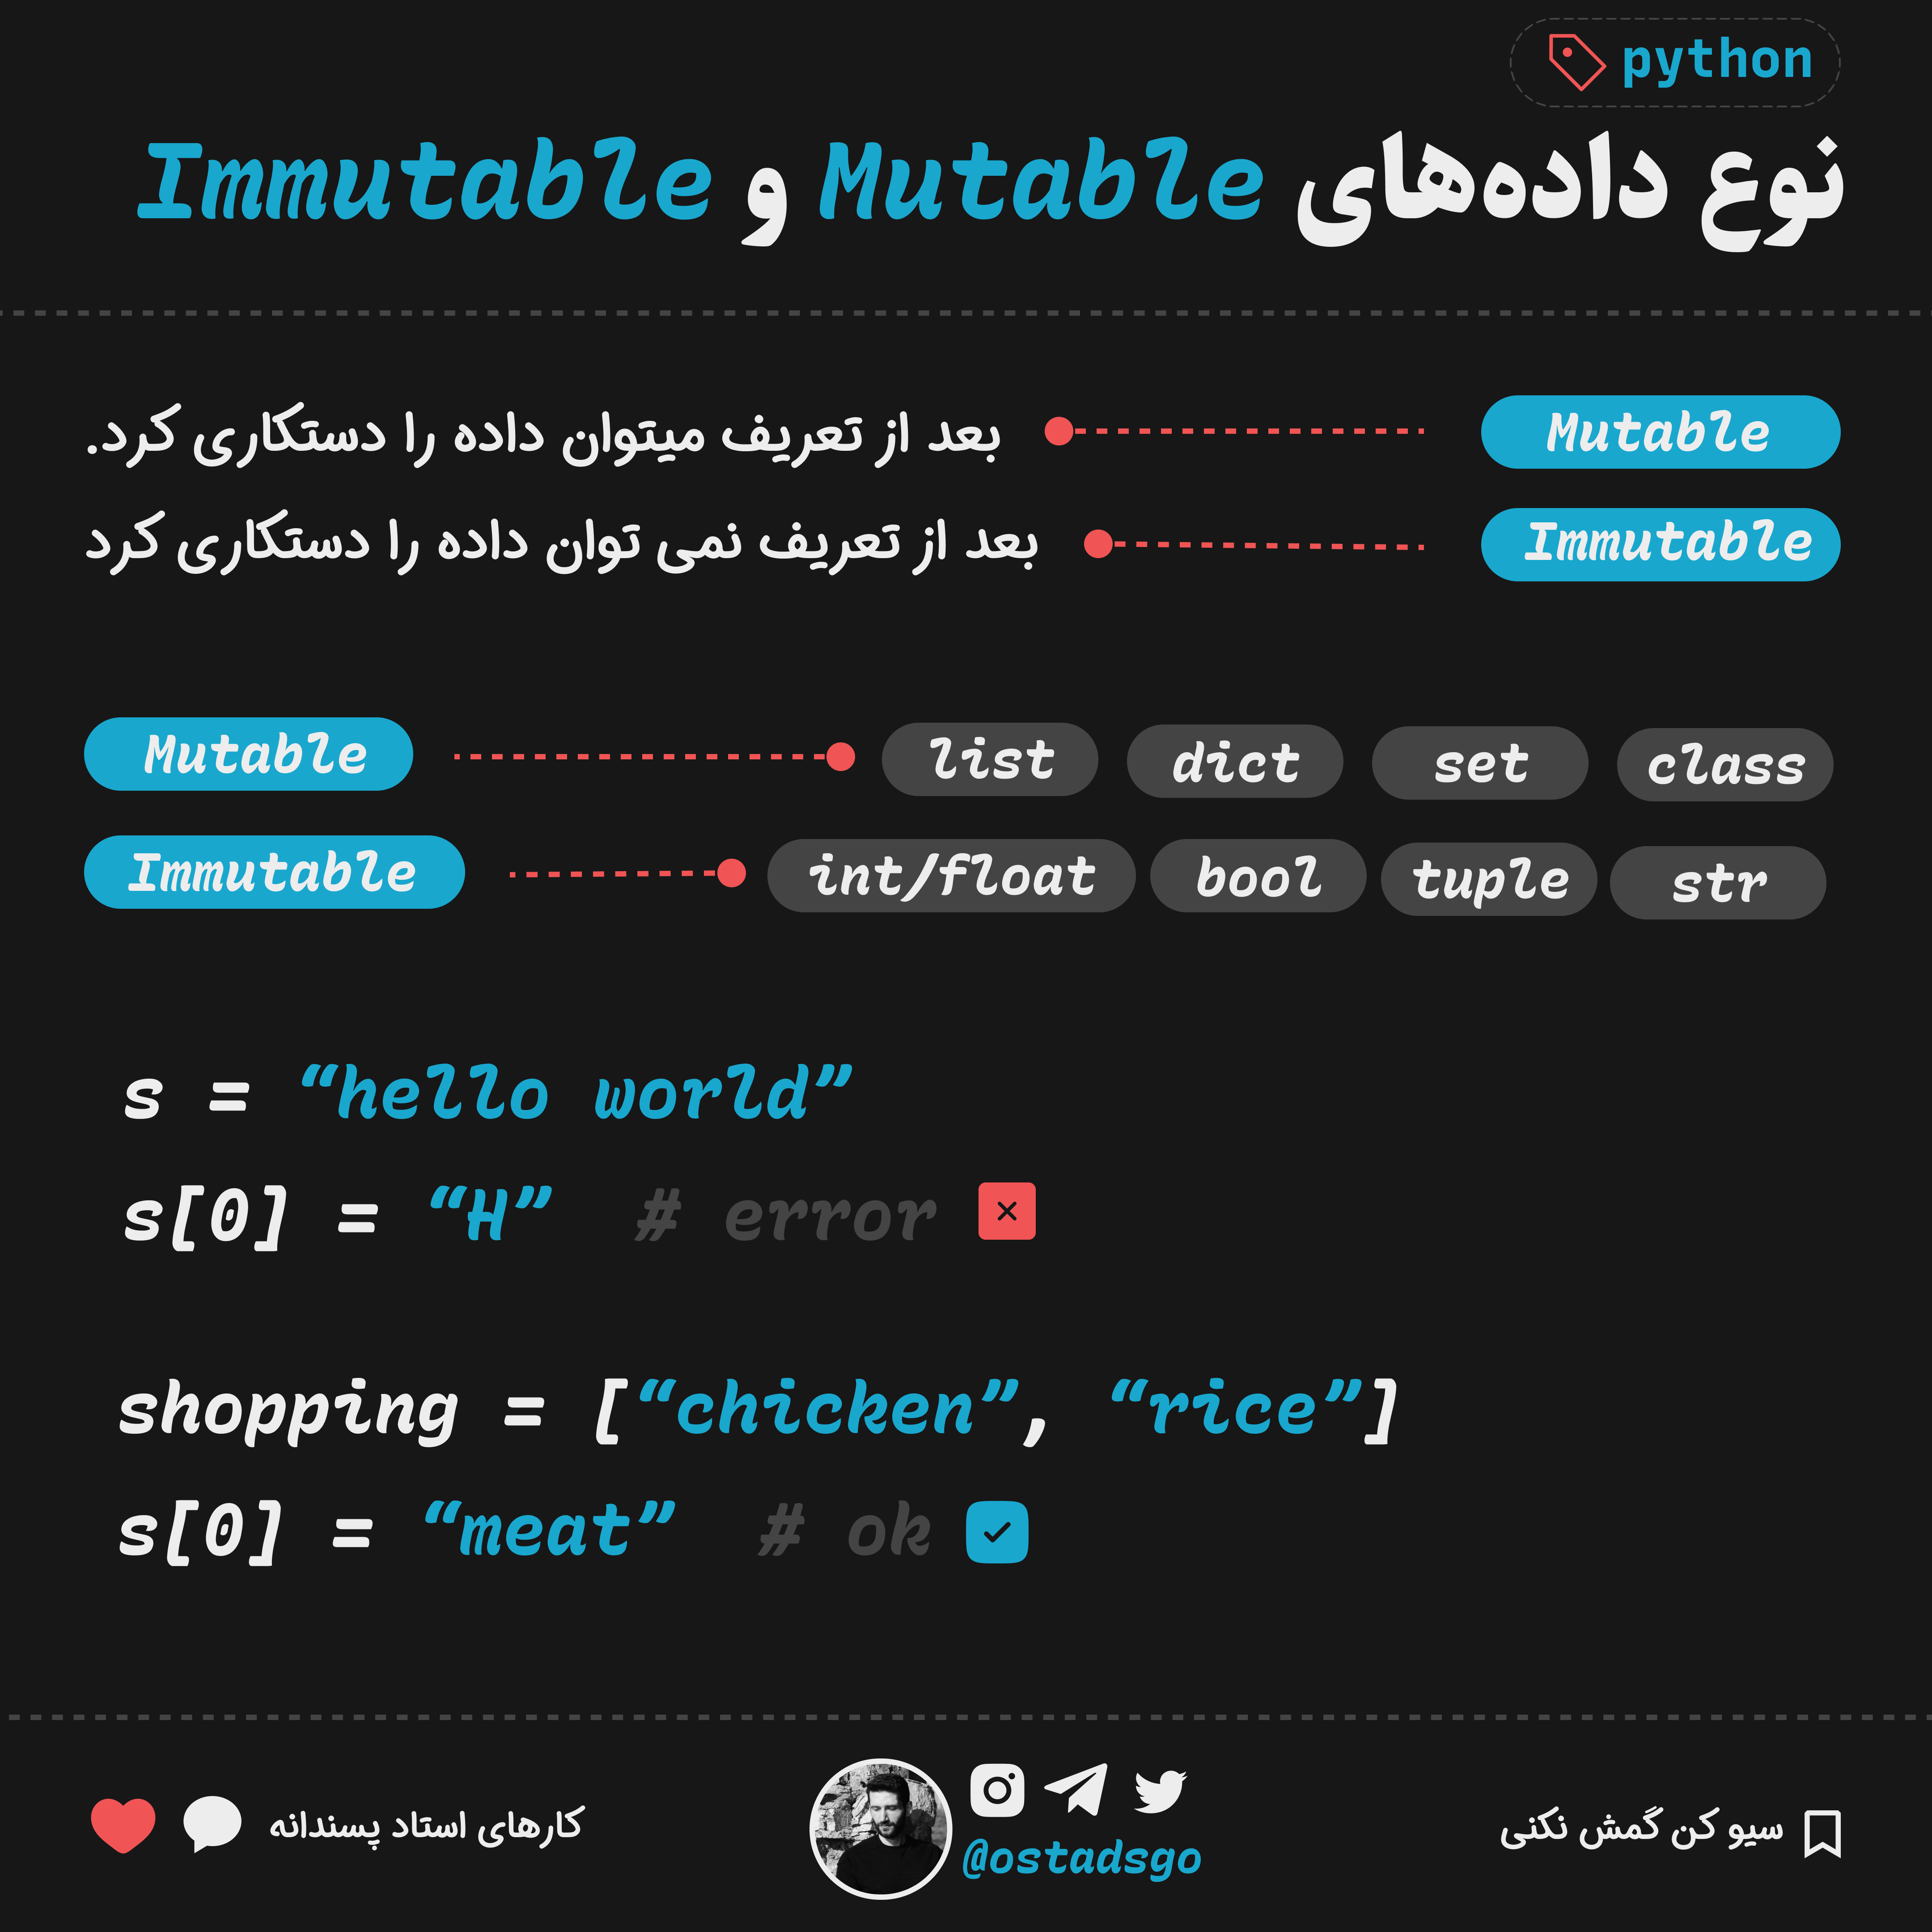 python
نوع داده‌های Mutable و Immutable
Mutable بعد از تعریف میتوان داده را دستکاری کرد.
Immutable بعد از تعریف نمی توان داده را دستکاری کرد
Mutable list dict set class
Immutable int/float bool tuple str
s = “hello world”
s[0] = “H” # error
shopping = [“chicken”, “rice”]
s[0] = “meat” # ok
کارهای استاد پسندانه
@ostadsgo
سیو کن گمش نکنی